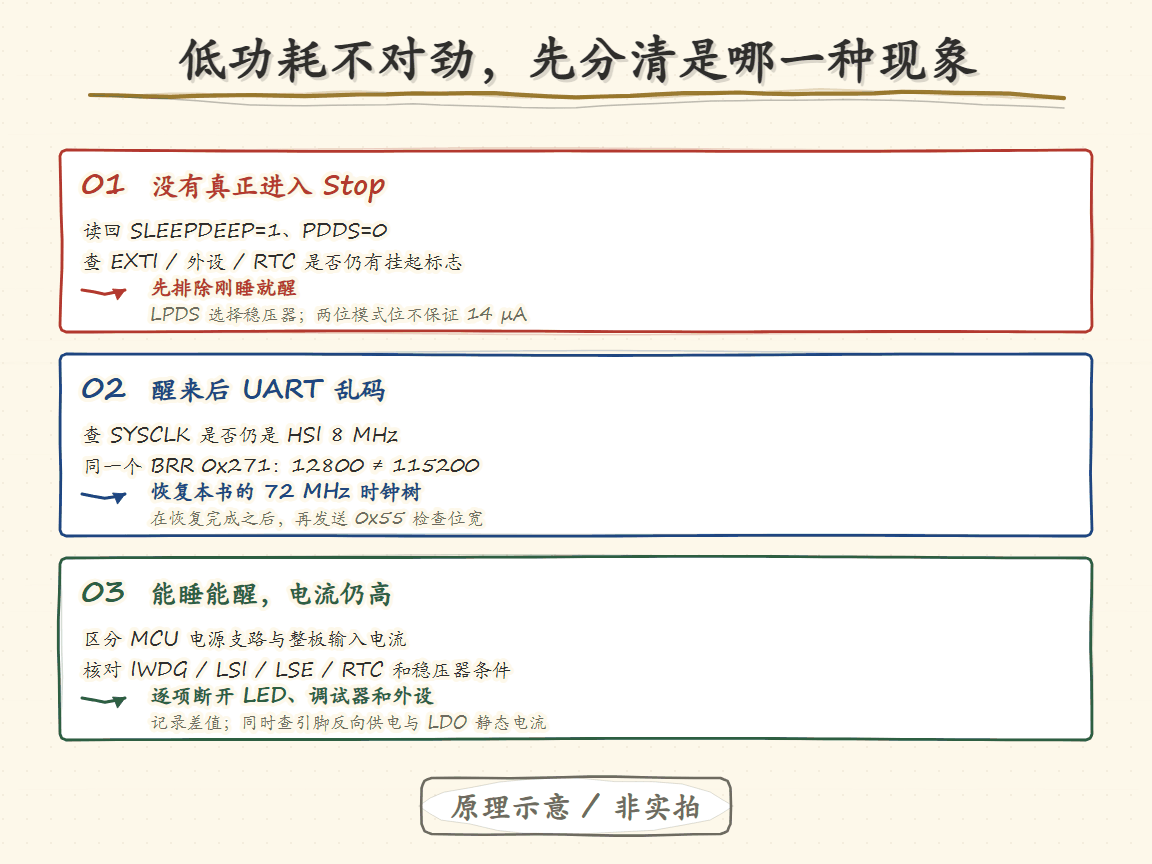 低功耗不对劲，先分清是哪一种现象
01 没有真正进入 Stop
读回 SLEEPDEEP=1、PDDS=0
查 EXTI / 外设 / RTC 是否仍有挂起标志
先排除刚睡就醒
LPDS 选择稳压器；两位模式位不保证 14 μA
02 醒来后 UART 乱码
查 SYSCLK 是否仍是 HSI 8 MHz
同一个 BRR 0x271：12800 ≠ 115200
恢复本书的 72 MHz 时钟树
在恢复完成之后，再发送 0x55 检查位宽
03 能睡能醒，电流仍高
区分 MCU 电源支路与整板输入电流
核对 IWDG / LSI / LSE / RTC 和稳压器条件
逐项断开 LED、调试器和外设
记录差值；同时查引脚反向供电与 LDO 静态电流
原理示意 / 非实拍